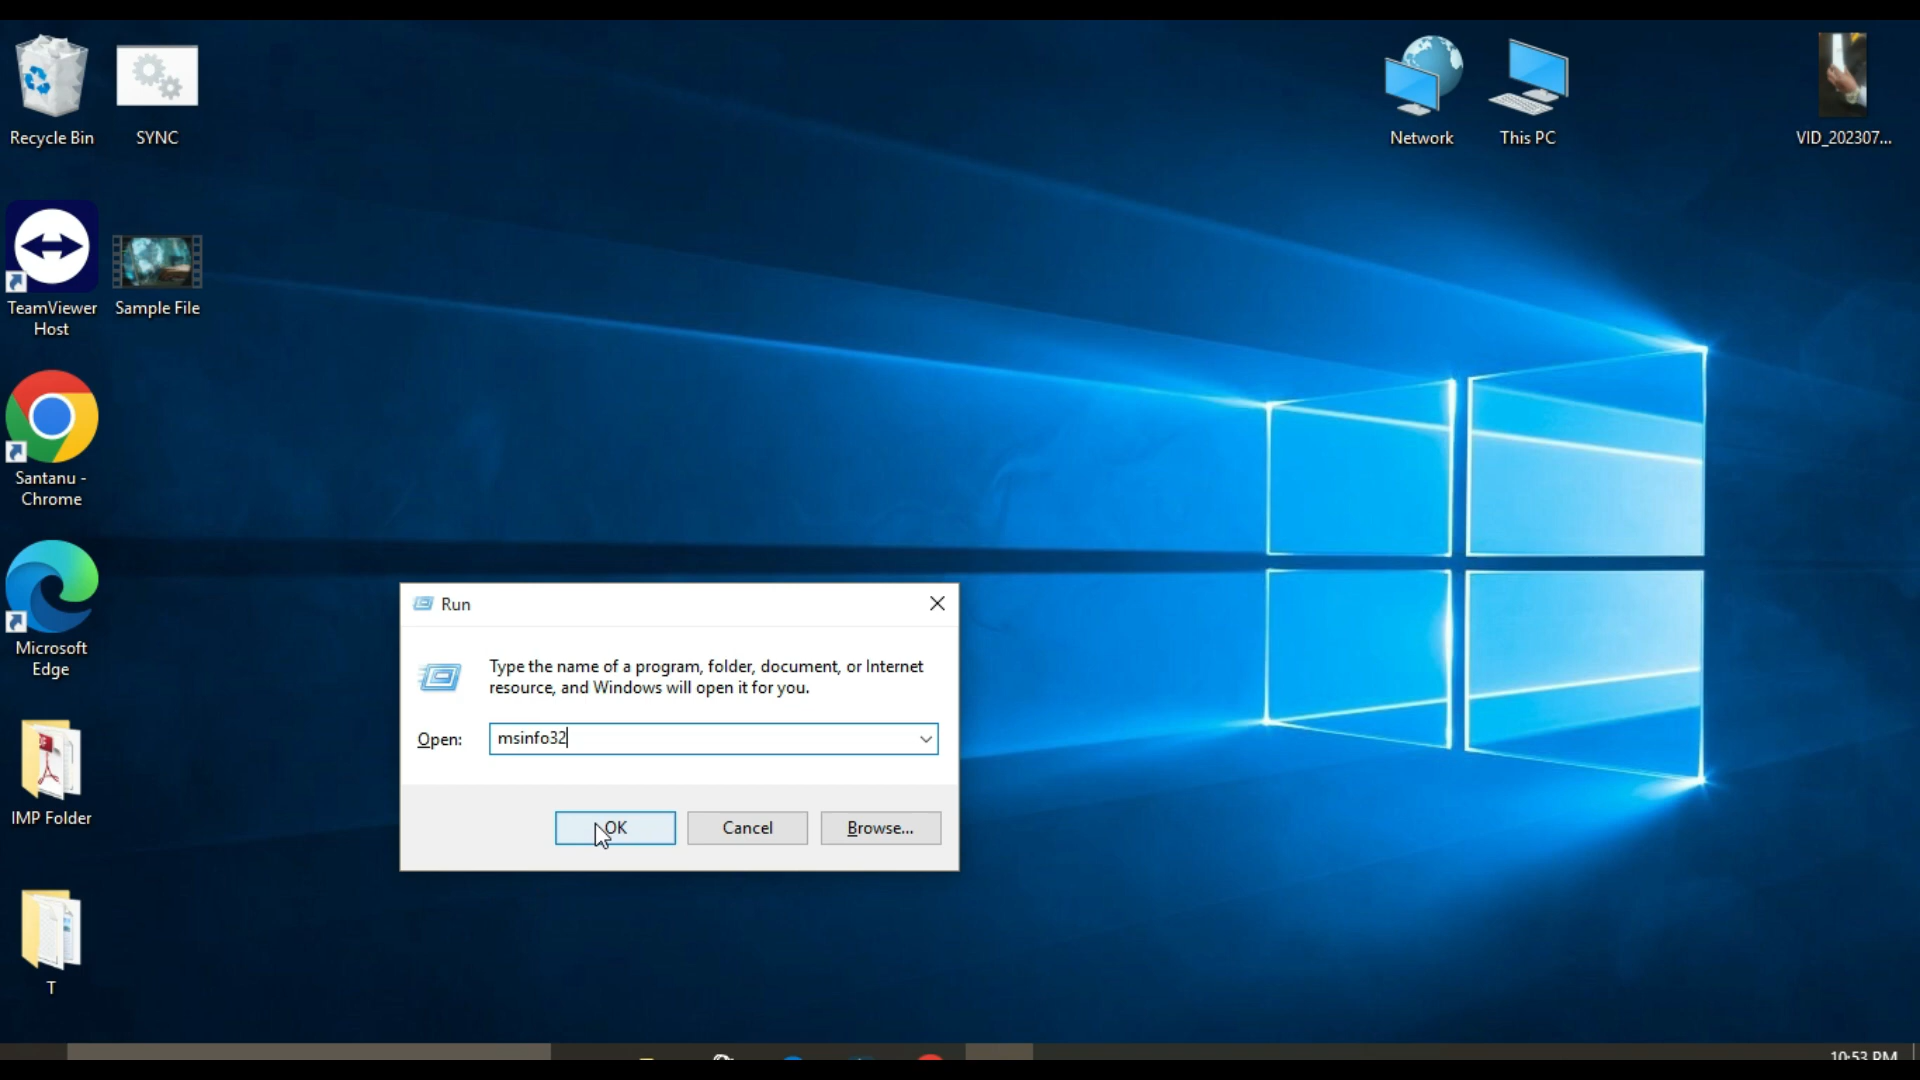 Recycle Bin
SYNC
Network
This PC
VID_202307...
TeamViewer
Host
Sample File
Santanu -
Chrome
Microsoft
Edge
IMP Folder
T
Run
Type the name of a program, folder, document, or Internet
resource, and Windows will open it for you.
Open:
msinfo32
OK
Cancel
Browse...
10:53 PM